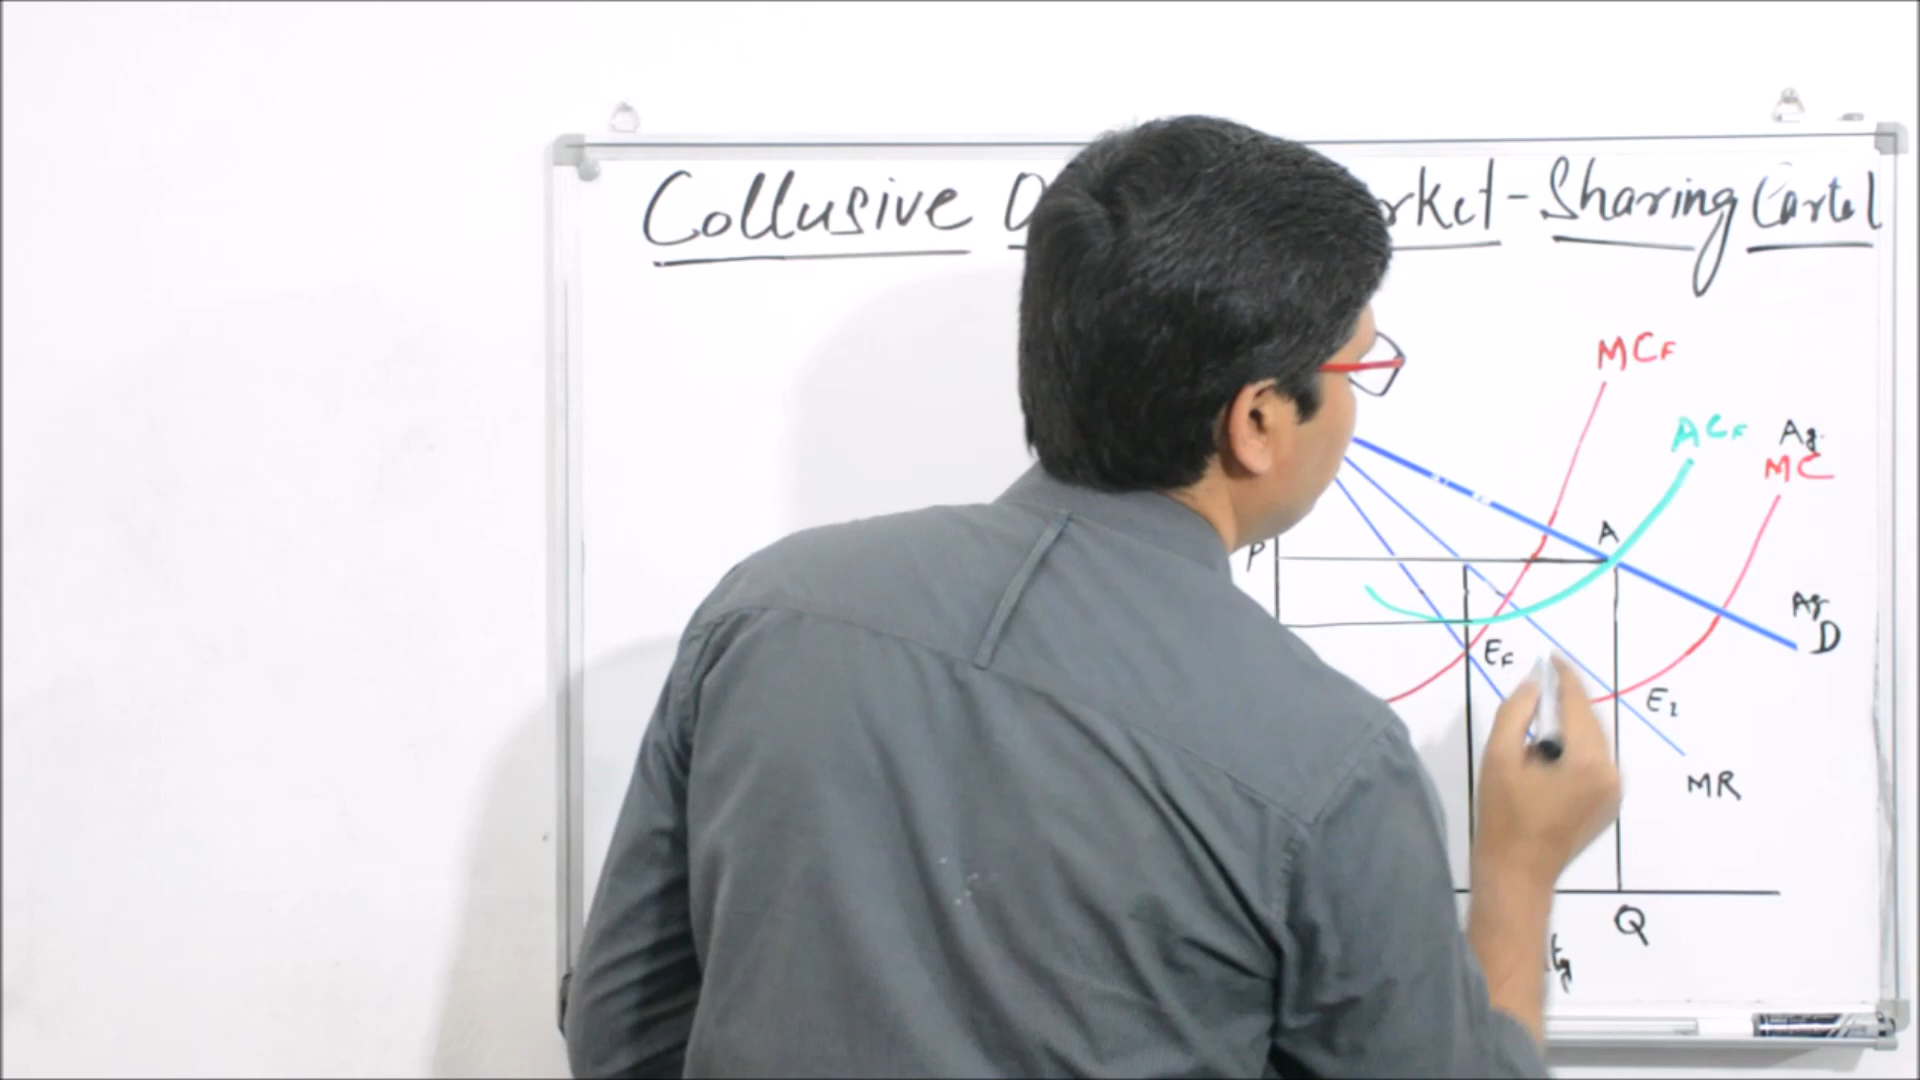 Collusive
Market-Sharing Cartel
MCF
ACF
Ag.
MC
A
P
Ag.
D
EF
E1
MR
Q